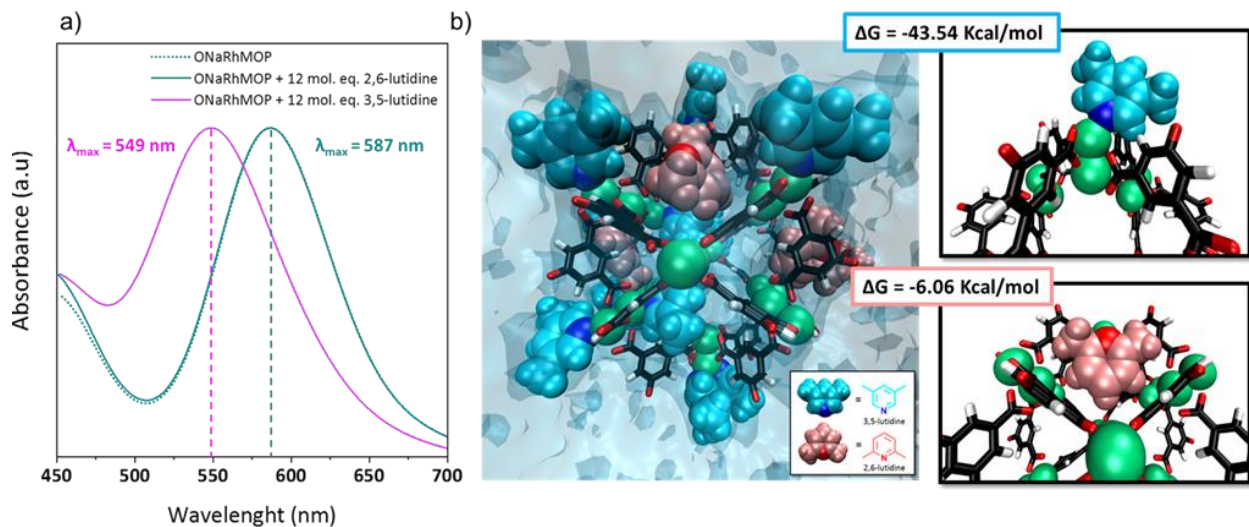 a)
ONaRhMOP
ONaRhMOP + 12 mol. eq. 2,6-lutidine
ONaRhMOP + 12 mol. eq. 3,5-lutidine
λmax = 549 nm
λmax = 587 nm
Absorbance (a.u)
450
500
550
600
650
700
Wavelenght (nm)
b)
ΔG = -43.54 Kcal/mol
ΔG = -6.06 Kcal/mol
=
N
3,5-lutidine
=
N
2,6-lutidine